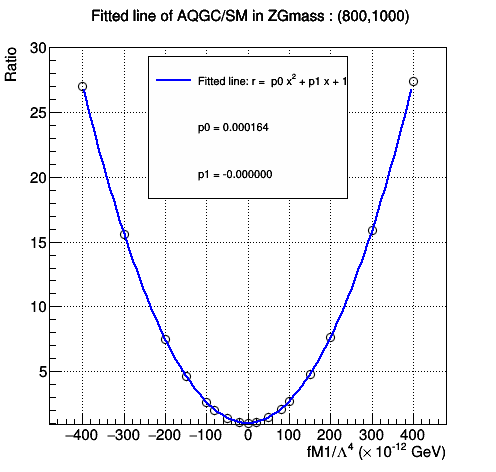 Fitted line of AQGC/SM in ZGmass : (800,1000)
Ratio
30
25
20
15
10
5
Fitted line: r = p0 x² + p1 x + 1
p0 = 0.000164
p1 = -0.000000
−400 −300 −200 −100 0 100 200 300 400
fM1/Λ⁴ (× 10⁻¹² GeV)